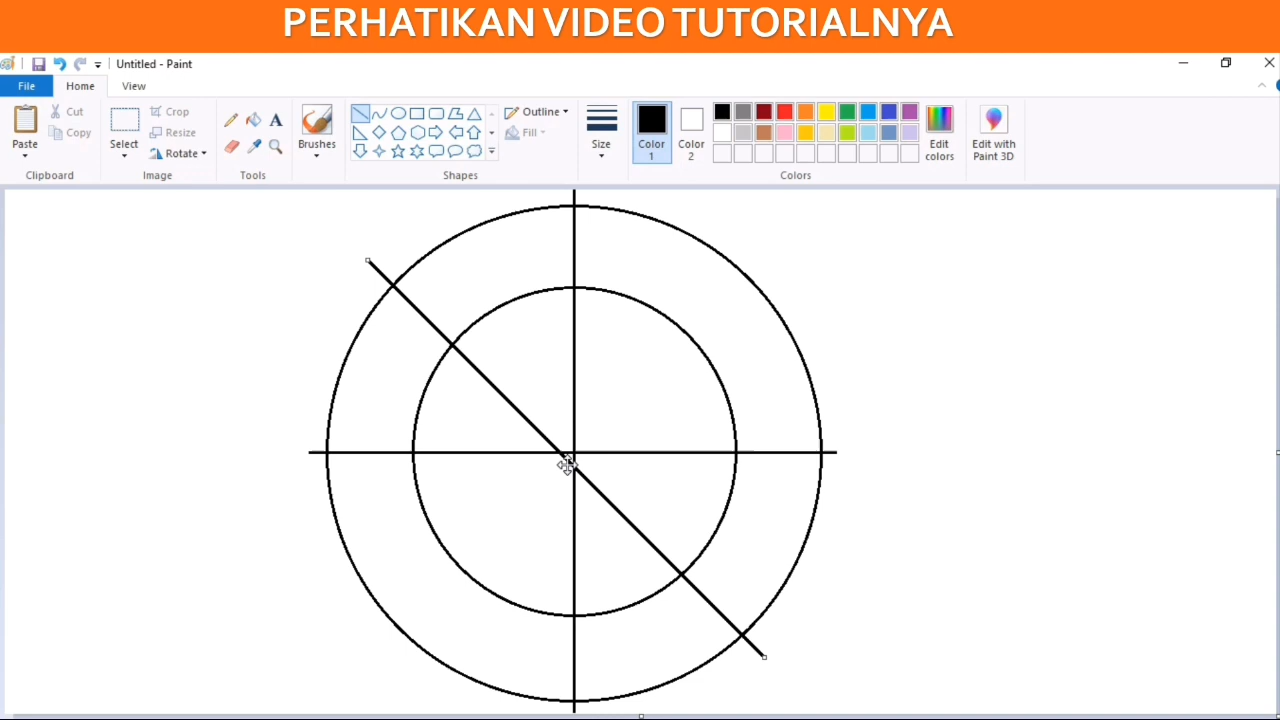 PERHATIKAN VIDEO TUTORIALNYA
Untitled - Paint
File Home View
Paste
Cut
Copy
Clipboard
Select
Crop
Resize
Rotate
Image
A
Tools
Brushes
Shapes
Outline
Fill
Size
Color 1
Color 2
Colors
Edit colors
Edit with Paint 3D